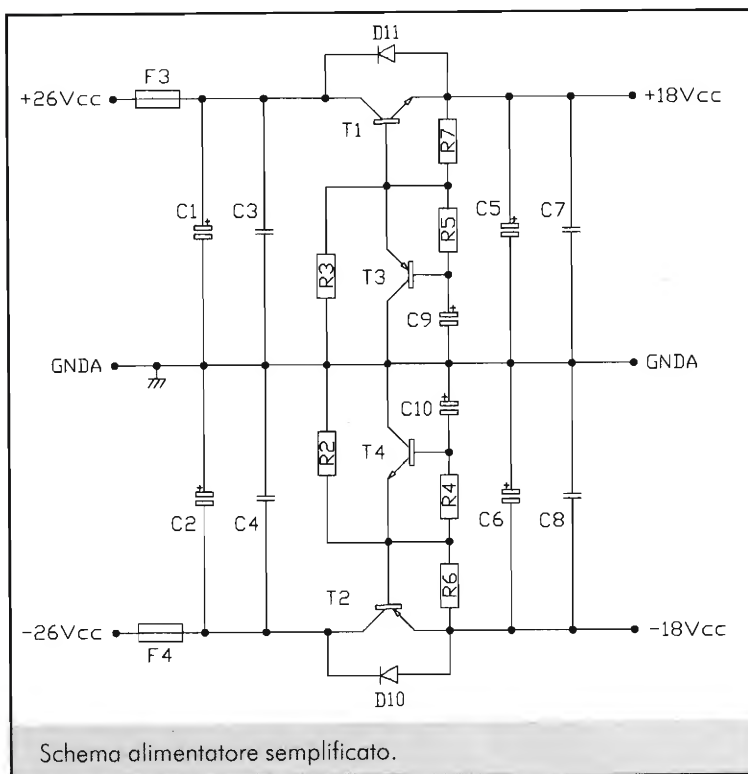 D11
F3
+26Vcc
+18Vcc
T1
R7
C1
C3
R5
C5
C7
R3
T3
C9
GNDA
GNDA
C10
R2
T4
R4
C2
C4
C6
C8
T2
R6
-26Vcc
-18Vcc
F4
D10
Schema alimentatore semplificato.